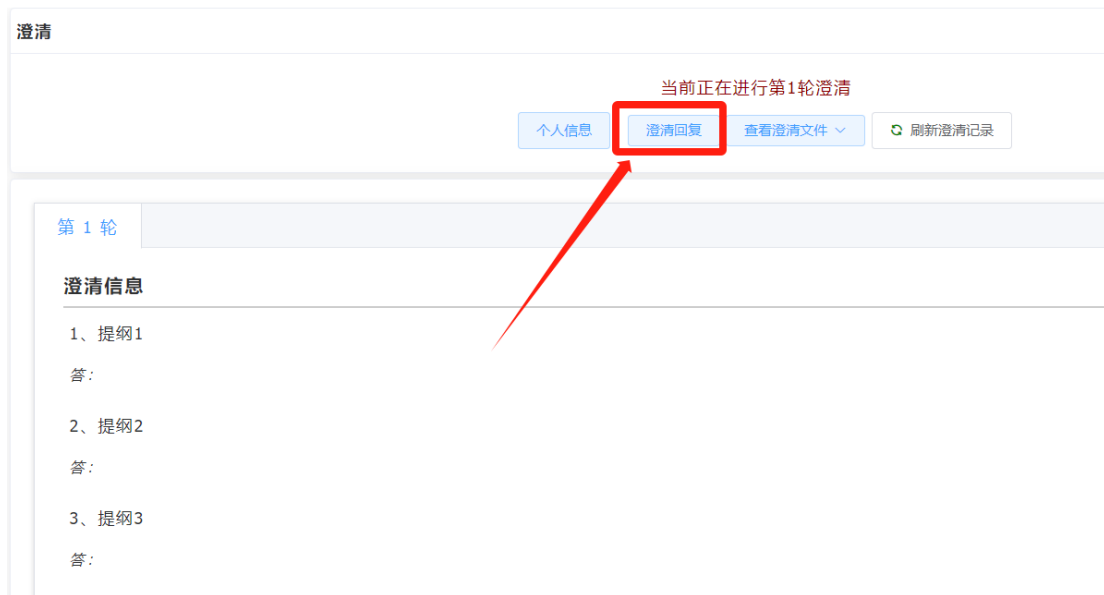 澄清
当前正在进行第1轮澄清
个人信息 澄清回复 查看澄清文件 刷新澄清记录
第 1 轮
澄清信息
1、提纲1
答：
2、提纲2
答：
3、提纲3
答：